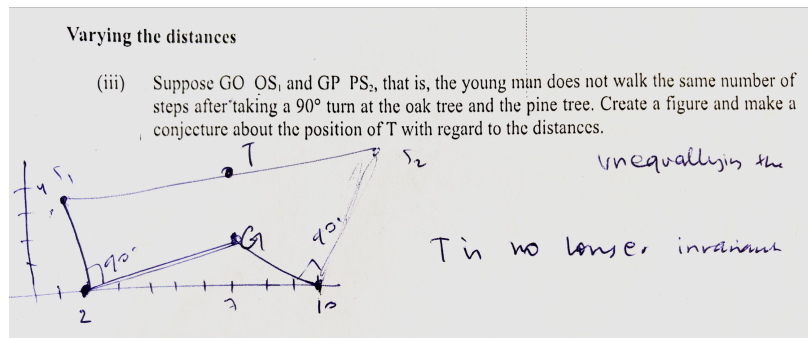 Varying the distances
(iii) Suppose GO OS₁ and GP PS₂, that is, the young man does not walk the same number of
steps after taking a 90° turn at the oak tree and the pine tree. Create a figure and make a
conjecture about the position of T with regard to the distances.
T
S₁
S₂
the
4
G
90°
90°
T is no longer invariant
2
7
10